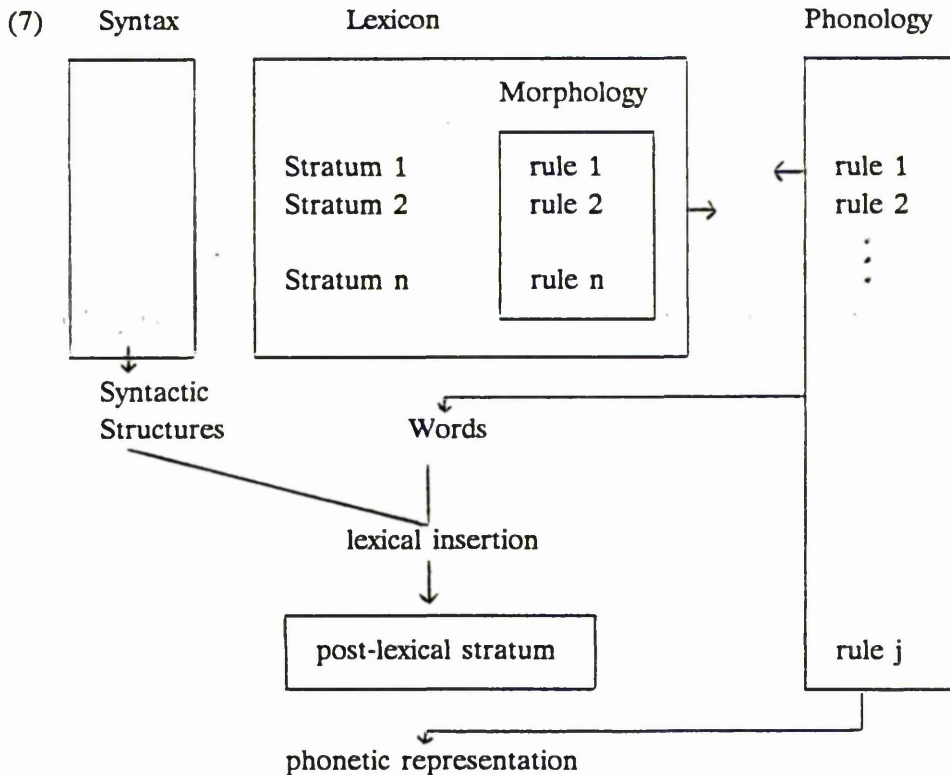 (7) Syntax Lexicon Phonology
Morphology
Stratum 1 rule 1 rule 1
Stratum 2 rule 2 rule 2
Stratum n rule n
Syntactic
Structures
Words
lexical insertion
post-lexical stratum rule j
phonetic representation